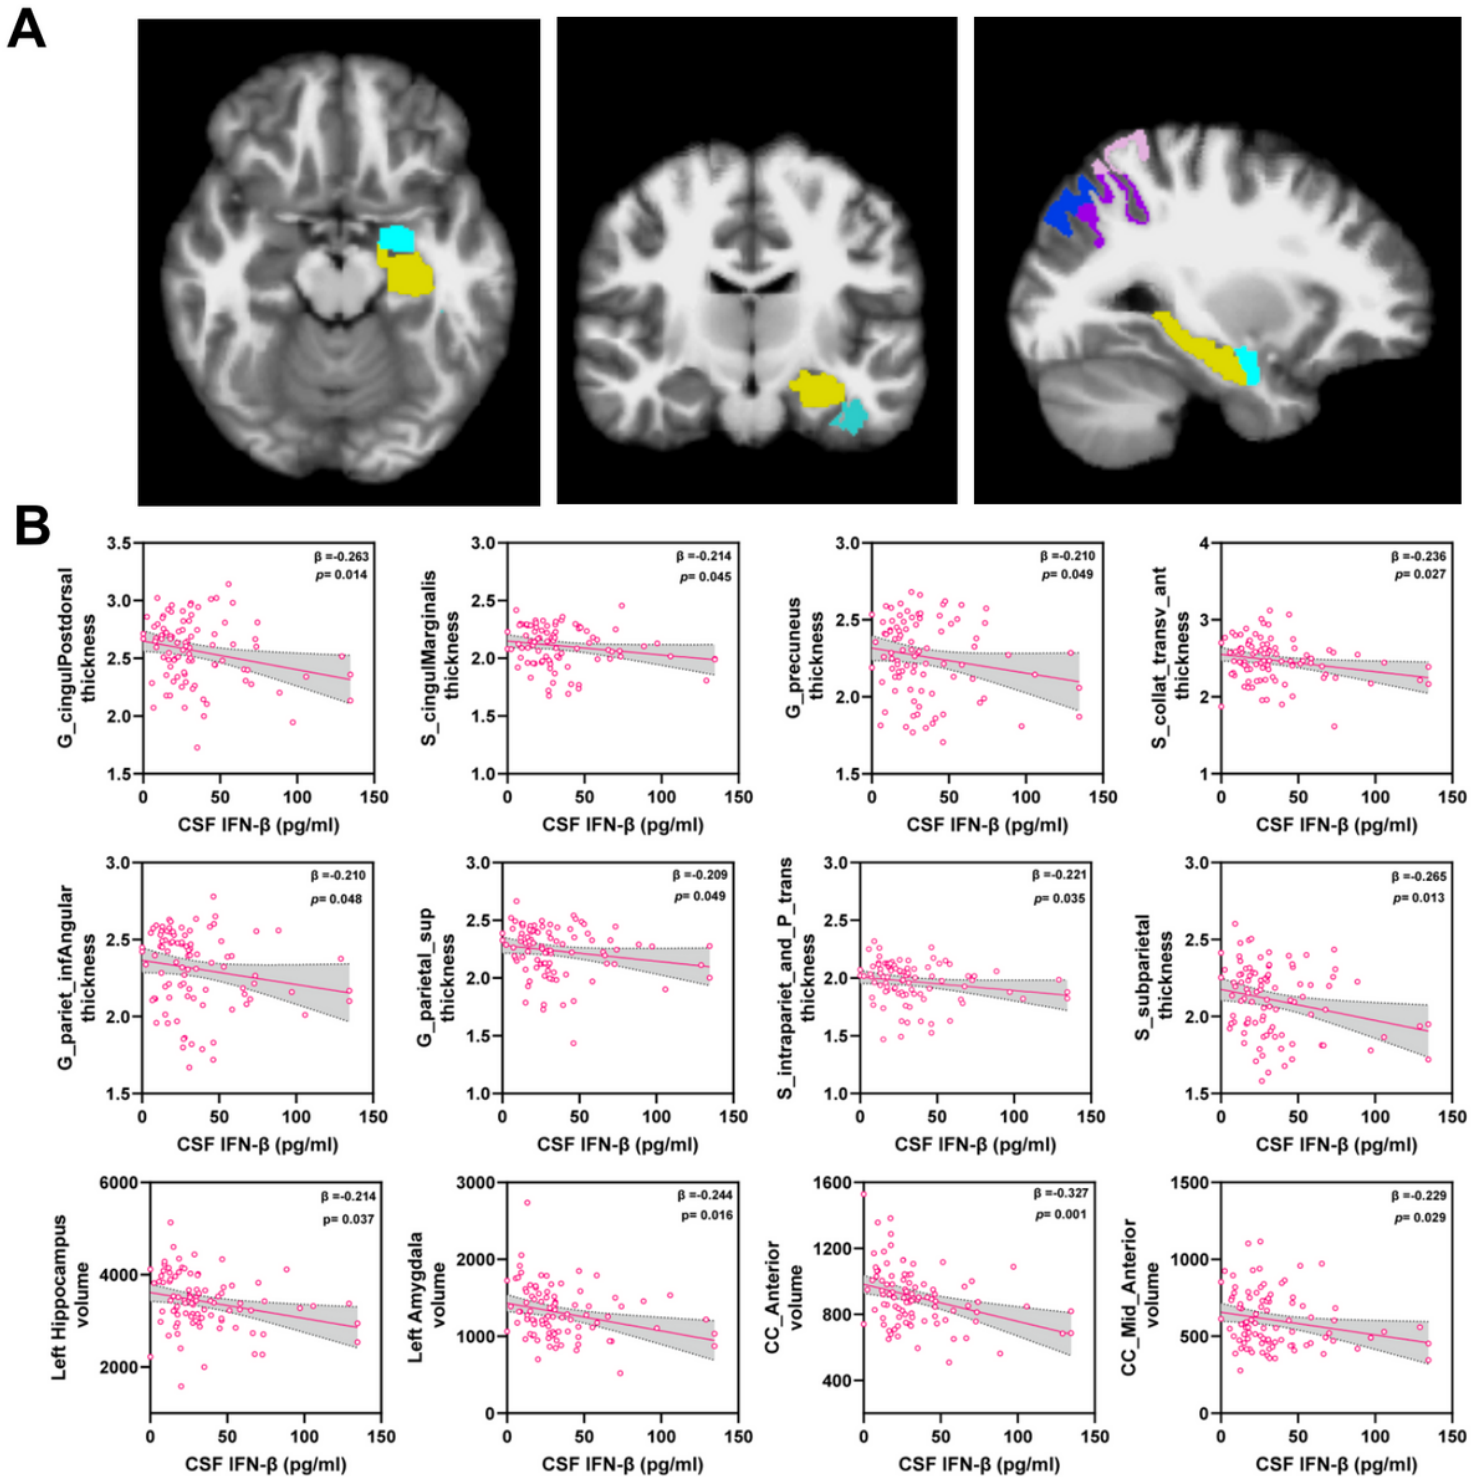 A
B
G_cingulPostdorsal
thickness
3.5
3.0
2.5
2.0
1.5
β =-0.263
p= 0.014
0 50 100 150
CSF IFN-β (pg/ml)
S_cingulMarginalis
thickness
3.0
2.5
2.0
1.5
1.0
β =-0.214
p= 0.045
0 50 100 150
CSF IFN-β (pg/ml)
G_precuneus
thickness
3.0
2.5
2.0
1.5
β =-0.210
p= 0.049
0 50 100 150
CSF IFN-β (pg/ml)
S_collat_transv_ant
thickness
4
3
2
1
β =-0.236
p= 0.027
0 50 100 150
CSF IFN-β (pg/ml)
G_pariet_infAngular
thickness
3.0
2.5
2.0
1.5
β =-0.210
p= 0.048
0 50 100 150
CSF IFN-β (pg/ml)
G_parietal_sup
thickness
3.0
2.5
2.0
1.5
1.0
β =-0.209
p= 0.049
0 50 100 150
CSF IFN-β (pg/ml)
S_intrapariet_and_P_trans
thickness
3.0
2.5
2.0
1.5
1.0
β =-0.221
p= 0.035
0 50 100 150
CSF IFN-β (pg/ml)
S_subparietal
thickness
3.0
2.5
2.0
1.5
β =-0.265
p= 0.013
0 50 100 150
CSF IFN-β (pg/ml)
Left Hippocampus
volume
6000
4000
2000
β =-0.214
p= 0.037
0 50 100 150
CSF IFN-β (pg/ml)
Left Amygdala
volume
3000
2000
1000
0
β =-0.244
p= 0.016
0 50 100 150
CSF IFN-β (pg/ml)
CC_Anterior
volume
1600
1200
800
400
β =-0.327
p= 0.001
0 50 100 150
CSF IFN-β (pg/ml)
CC_Mid_Anterior
volume
1500
1000
500
0
β =-0.229
p= 0.029
0 50 100 150
CSF IFN-β (pg/ml)